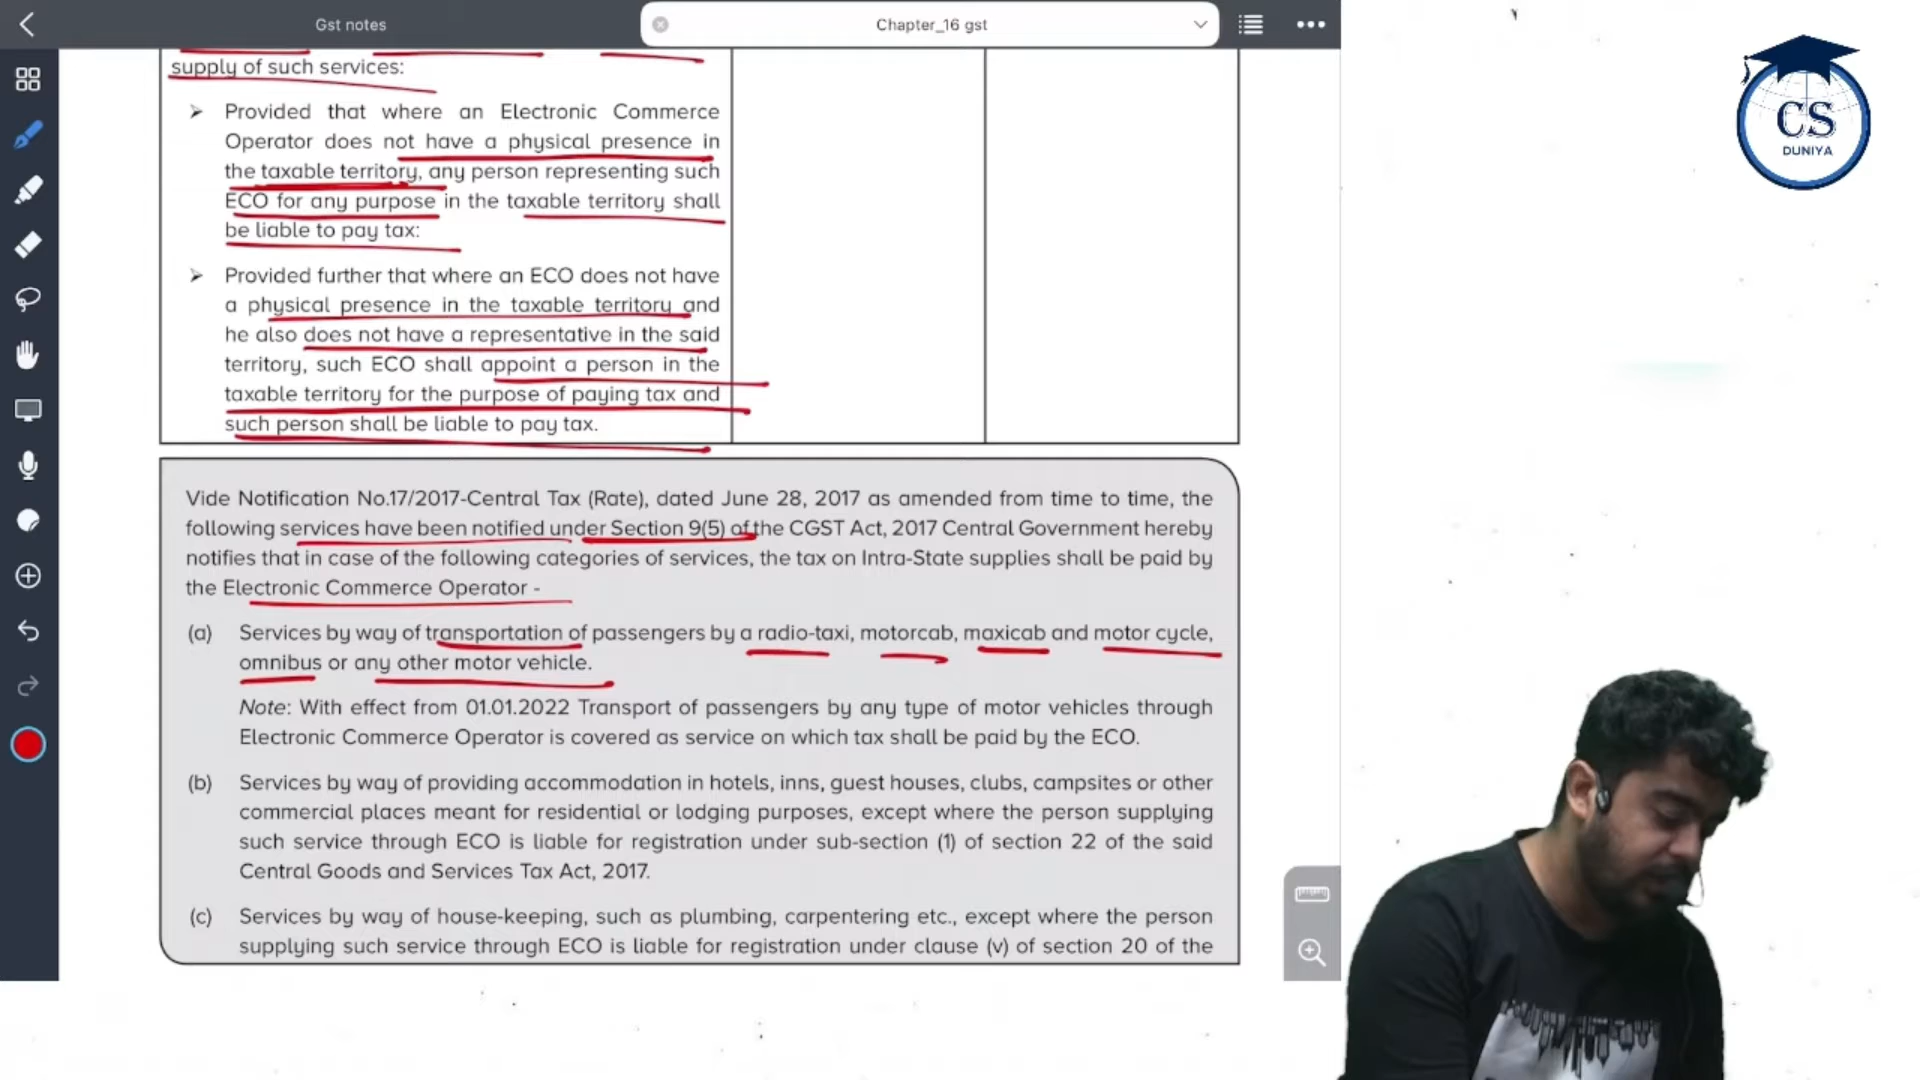 Gst notes
Chapter_16 gst
CS
DUNIYA
supply of such services:
➤ Provided that where an Electronic Commerce
Operator does not have a physical presence in
the taxable territory, any person representing such
ECO for any purpose in the taxable territory shall
be liable to pay tax:
➤ Provided further that where an ECO does not have
a physical presence in the taxable territory and
he also does not have a representative in the said
territory, such ECO shall appoint a person in the
taxable territory for the purpose of paying tax and
such person shall be liable to pay tax.
Vide Notification No.17/2017-Central Tax (Rate), dated June 28, 2017 as amended from time to time, the
following services have been notified under Section 9(5) of the CGST Act, 2017 Central Government hereby
notifies that in case of the following categories of services, the tax on Intra-State supplies shall be paid by
the Electronic Commerce Operator -
(a) Services by way of transportation of passengers by a radio-taxi, motorcab, maxicab and motor cycle,
omnibus or any other motor vehicle.
Note: With effect from 01.01.2022 Transport of passengers by any type of motor vehicles through
Electronic Commerce Operator is covered as service on which tax shall be paid by the ECO.
(b) Services by way of providing accommodation in hotels, inns, guest houses, clubs, campsites or other
commercial places meant for residential or lodging purposes, except where the person supplying
such service through ECO is liable for registration under sub-section (1) of section 22 of the said
Central Goods and Services Tax Act, 2017.
(c) Services by way of house-keeping, such as plumbing, carpentering etc., except where the person
supplying such service through ECO is liable for registration under clause (v) of section 20 of the